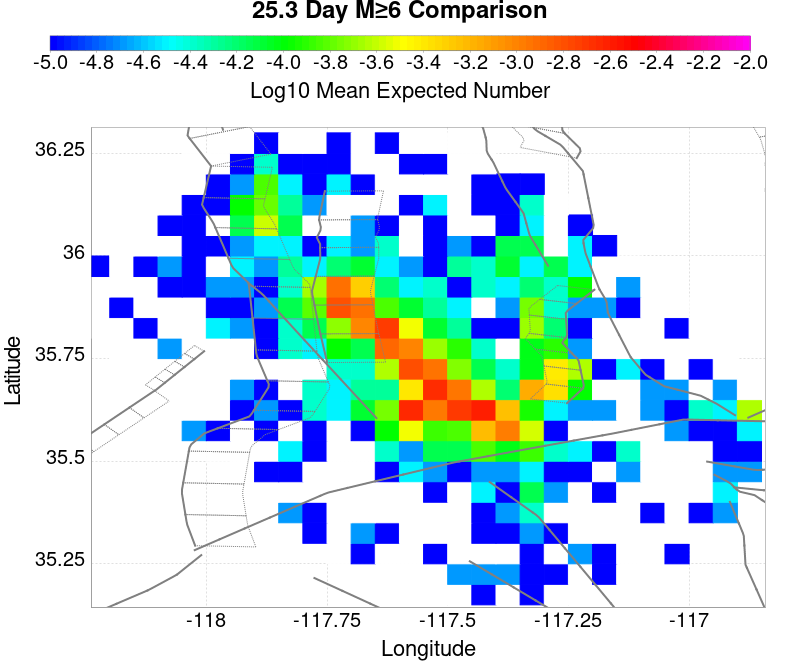 25.3 Day M≥6 Comparison
-5.0 -4.8 -4.6 -4.4 -4.2 -4.0 -3.8 -3.6 -3.4 -3.2 -3.0 -2.8 -2.6 -2.4 -2.2 -2.0
Log10 Mean Expected Number
36.25
36
35.75
35.5
35.25
Latitude
-118 -117.75 -117.5 -117.25 -117
Longitude